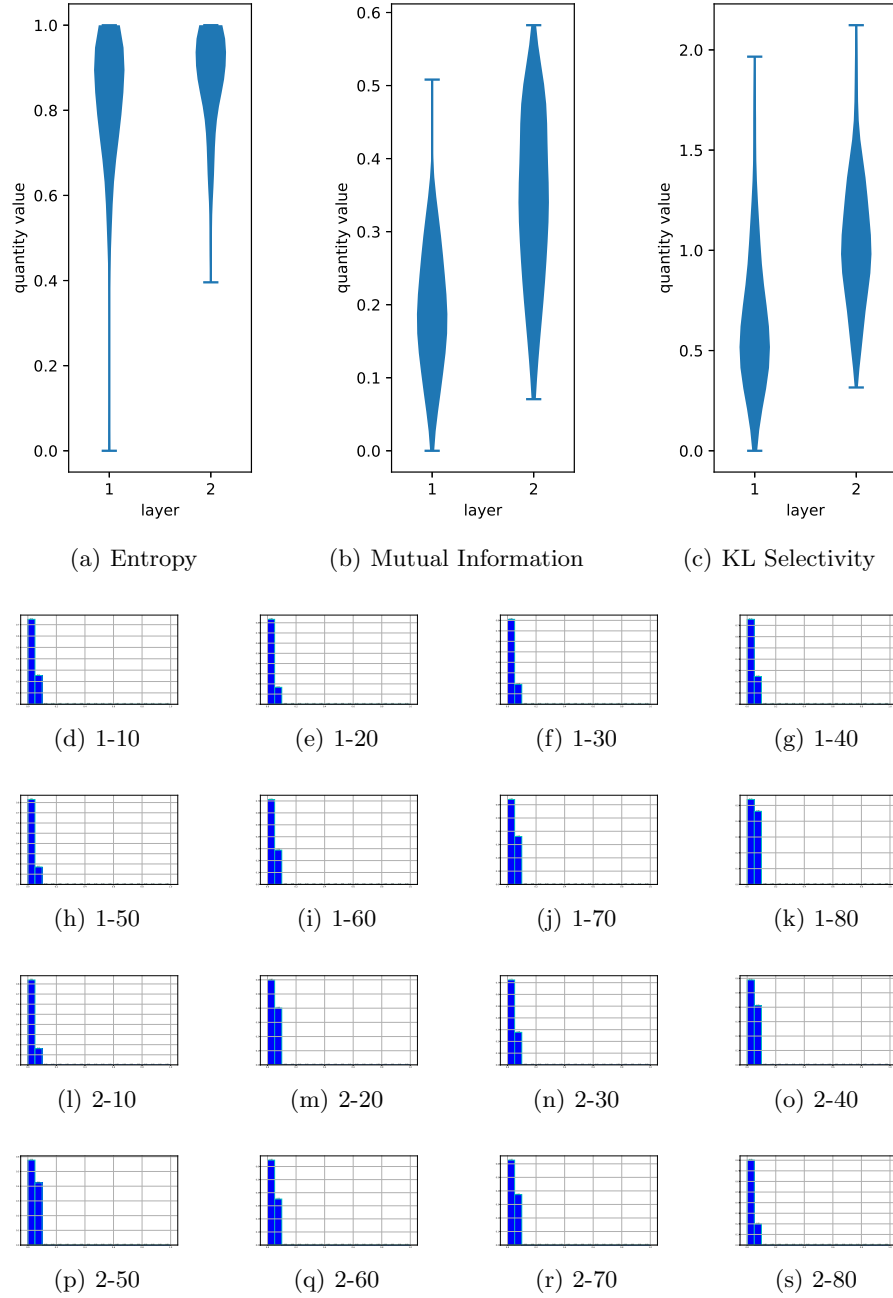 1.0
0.8
0.6
0.4
0.2
0.0
quantity value
1 2
layer
0.6
0.5
0.4
0.3
0.2
0.1
0.0
quantity value
1 2
layer
2.0
1.5
1.0
0.5
0.0
quantity value
1 2
layer
(a) Entropy
(b) Mutual Information
(c) KL Selectivity
(d) 1-10
(e) 1-20
(f) 1-30
(g) 1-40
(h) 1-50
(i) 1-60
(j) 1-70
(k) 1-80
(l) 2-10
(m) 2-20
(n) 2-30
(o) 2-40
(p) 2-50
(q) 2-60
(r) 2-70
(s) 2-80